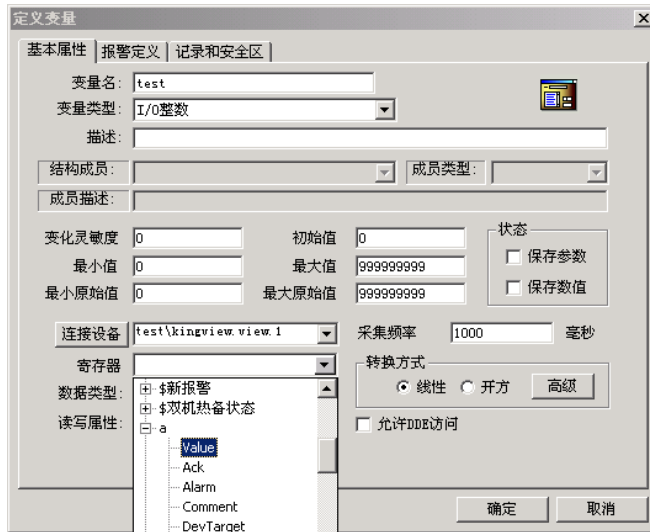 定义变量
基本属性 报警定义 记录和安全区
变量名: test
变量类型: I/O整数
描述:
结构成员: 成员类型:
成员描述:
变化灵敏度 0 初始值 0 状态
最小值 0 最大值 999999999 保存参数
最小原始值 0 最大原始值 999999999 保存数值
连接设备 test\kingview.view.1 采集频率 1000 毫秒
寄存器 转换方式
数据类型: $新报警 线性 开方 高级
$双机热备状态
读写属性: a 允许DDE访问
Value
Ack
Alarm
Comment 确定 取消
DevTarget